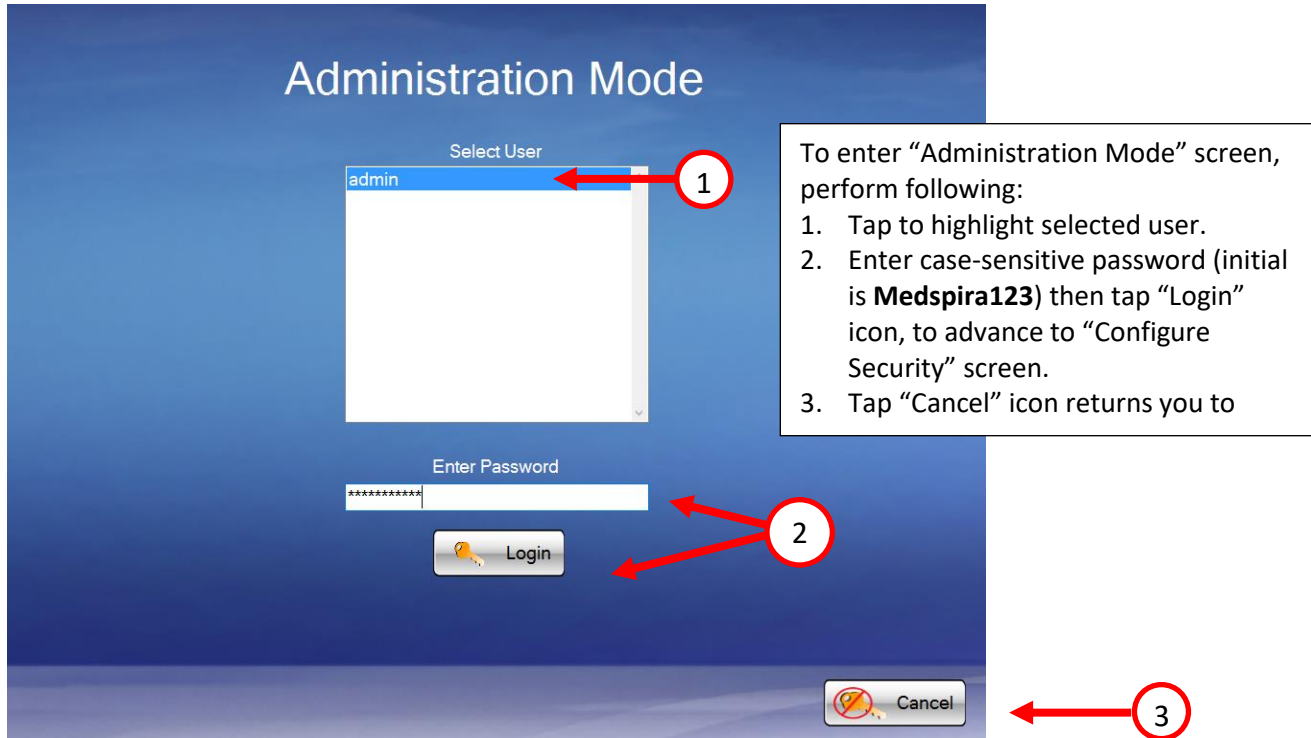 Administration Mode
Select User
admin
1
To enter “Administration Mode” screen,
perform following:
1. Tap to highlight selected user.
2. Enter case-sensitive password (initial
is Medspira123) then tap “Login”
icon, to advance to “Configure
Security” screen.
3. Tap “Cancel” icon returns you to
Enter Password
***********
2
Login
Cancel
3